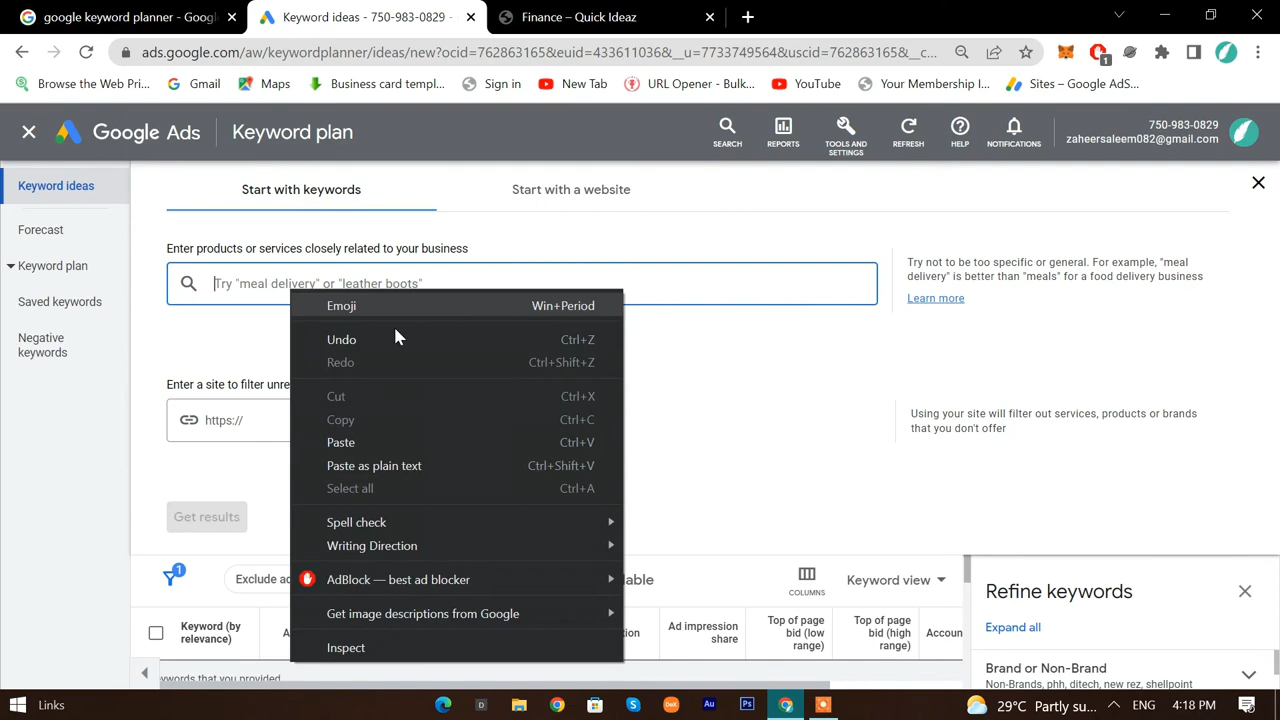 google keyword planner - Google
Keyword ideas - 750-983-0829 -
Finance – Quick Ideaz
ads.google.com/aw/keywordplanner/ideas/new?ocid=762863165&euid=433611036&__u=7733749564&uscid=762863165&__c...
1
Browse the Web Pri...
Gmail
Maps
Business card templ...
Sign in
New Tab
URL Opener - Bulk...
YouTube
Your Membership I...
Sites – Google AdS...
Google Ads
Keyword plan
SEARCH
REPORTS
TOOLS AND
SETTINGS
REFRESH
HELP
NOTIFICATIONS
750-983-0829
zaheersaleem082@gmail.com
Keyword ideas
Forecast
Keyword plan
Saved keywords
Negative
keywords
Start with keywords
Start with a website
Enter products or services closely related to your business
Try "meal delivery" or "leather boots"
Try not to be too specific or general. For example, "meal
delivery" is better than "meals" for a food delivery business
Learn more
Enter a site to filter unre
https://
Using your site will filter out services, products or brands
that you don't offer
Get results
Emoji Win+Period
Undo Ctrl+Z
Redo Ctrl+Shift+Z
Cut Ctrl+X
Copy Ctrl+C
Paste Ctrl+V
Paste as plain text Ctrl+Shift+V
Select all Ctrl+A
Spell check
Writing Direction
AdBlock — best ad blocker
Get image descriptions from Google
Inspect
1
Exclude ad
lable
COLUMNS
Keyword view
Keyword (by
relevance)
A
tion
Ad impression
share
Top of page
bid (low
range)
Top of page
bid (high
range)
Accoun
ywords that you provided
Refine keywords
Expand all
Brand or Non-Brand
Non-Brands, phh, ditech, new rez, shellpoint
Links
D
DeX
Au
Ps
29°C Partly su...
ENG
4:18 PM